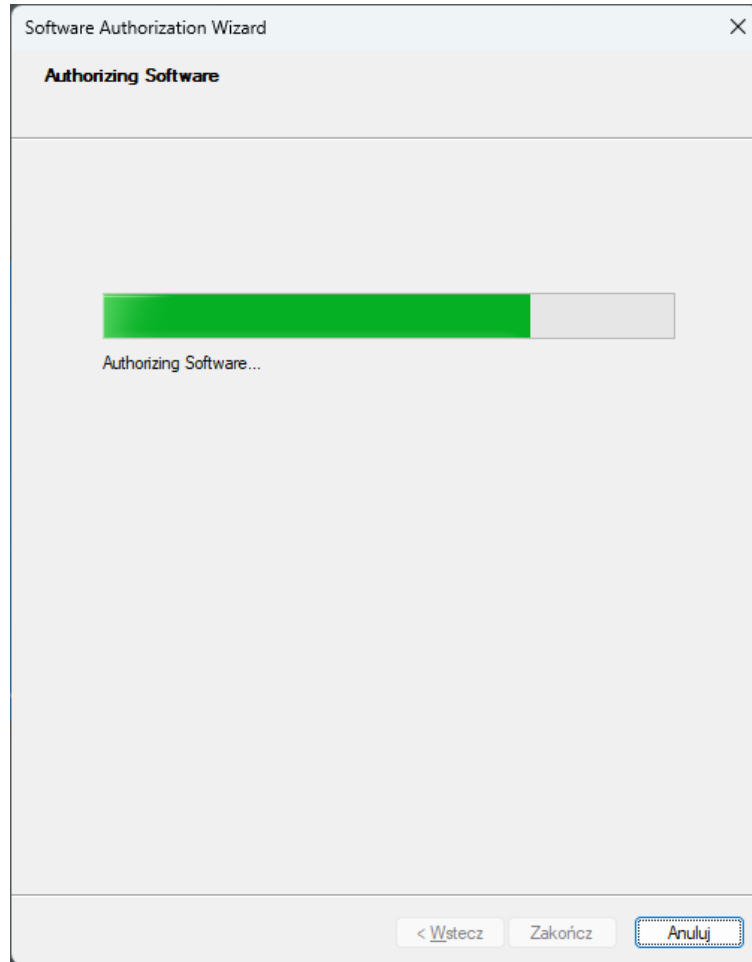 Software Authorization Wizard
Authorizing Software
Authorizing Software...
< Wstecz Zakończ Anuluj